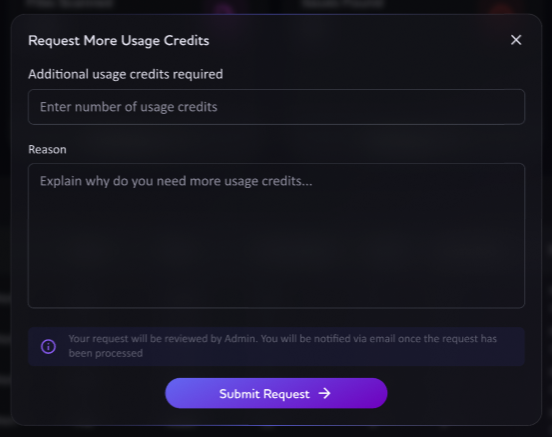 Request More Usage Credits
Additional usage credits required
Enter number of usage credits
Reason
Explain why do you need more usage credits...
Your request will be reviewed by Admin. You will be notified via email once the request has
been processed
Submit Request